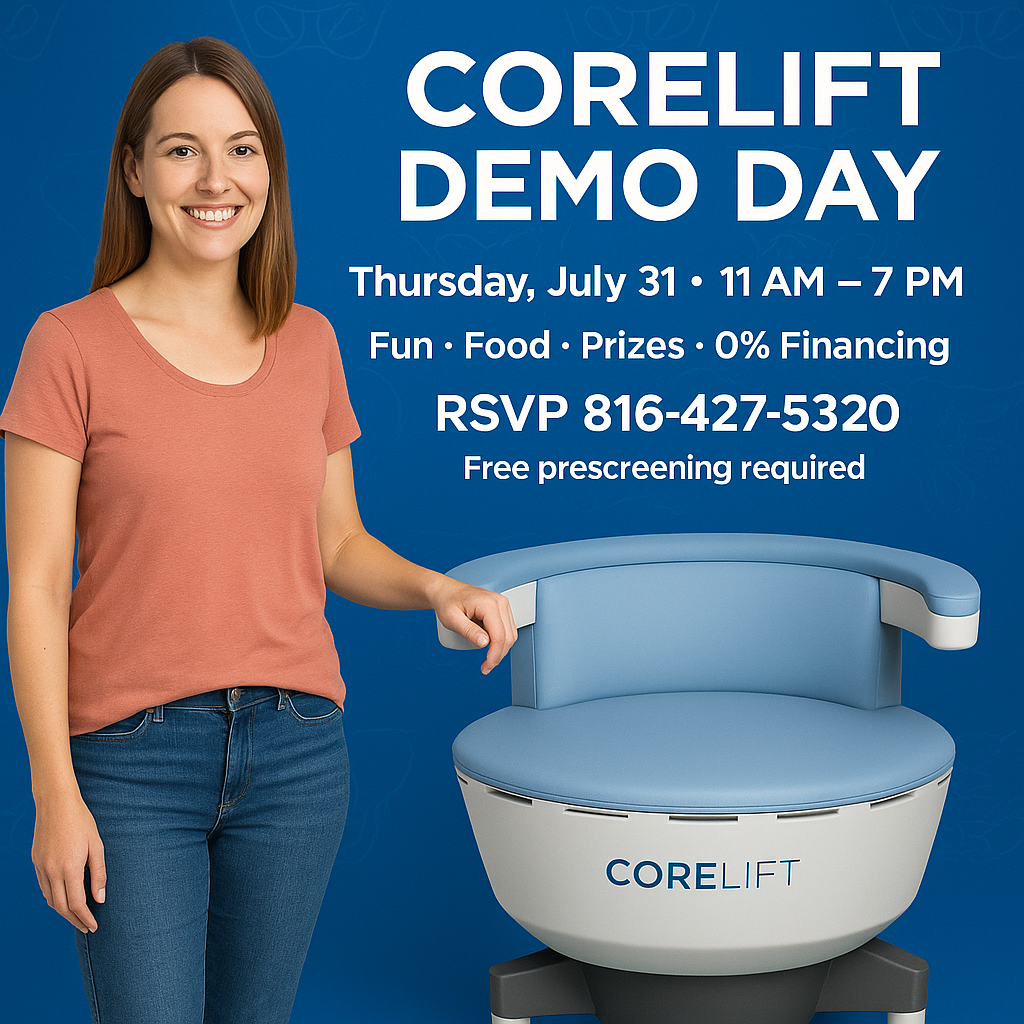 CORELIFT
DEMO DAY
Thursday, July 31 • 11 AM – 7 PM
Fun · Food · Prizes · 0% Financing
RSVP 816-427-5320
Free prescreening required
CORELIFT